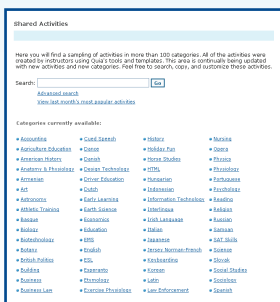 Shared Activities
Here you will find a sampling of activities in more than 100 categories. All of the activities were
created by instructors using Quia's tools and templates. This area is continually being updated
with new activities and new categories. Feel free to search, copy, and customize these activities.
Search: Go
Advanced search
View last month's most popular activities
Categories currently available:
Accounting Cued Speech History Nursing
Agriculture Education Dance Holiday Fun Opera
American History Danish Horse Studies Physics
Anatomy & Physiology Design Technology HTML Physiology
Armenian Driver Education Hungarian Portuguese
Art Dutch Indonesian Psychology
Astronomy Early Learning Information Technology Reading
Athletic Training Earth Science Interlingua Religion
Basque Economics Irish Language Russian
Biology Education Italian Samoan
Biotechnology EMS Japanese SAT Skills
Botany English Jersey Norman-French Science
British Politics ESL Keyboarding Slovak
Building Esperanto Korean Social Studies
Business Etymology Latin Sociology
Business Law Exercise Physiology Law Enforcement Spanish